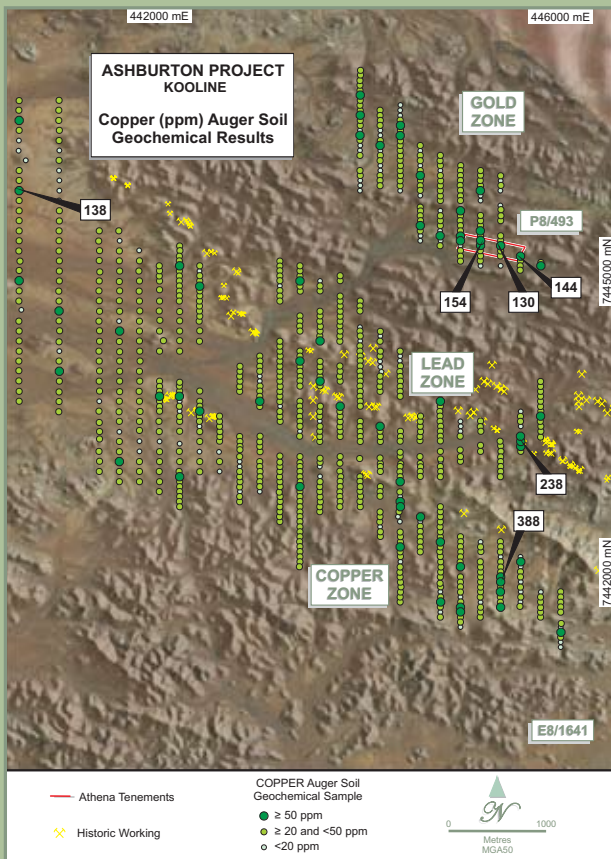 442000 mE
446000 mE
ASHBURTON PROJECT
KOOLINE
Copper (ppm) Auger Soil
Geochemical Results
GOLD
ZONE
138
P8/493
7445000 mN
154
130
144
LEAD
ZONE
238
388
COPPER
ZONE
7442000 mN
E8/1641
Athena Tenements
Historic Working
COPPER Auger Soil
Geochemical Sample
≥ 50 ppm
≥ 20 and <50 ppm
<20 ppm
N
0 1000
Metres
MGA50